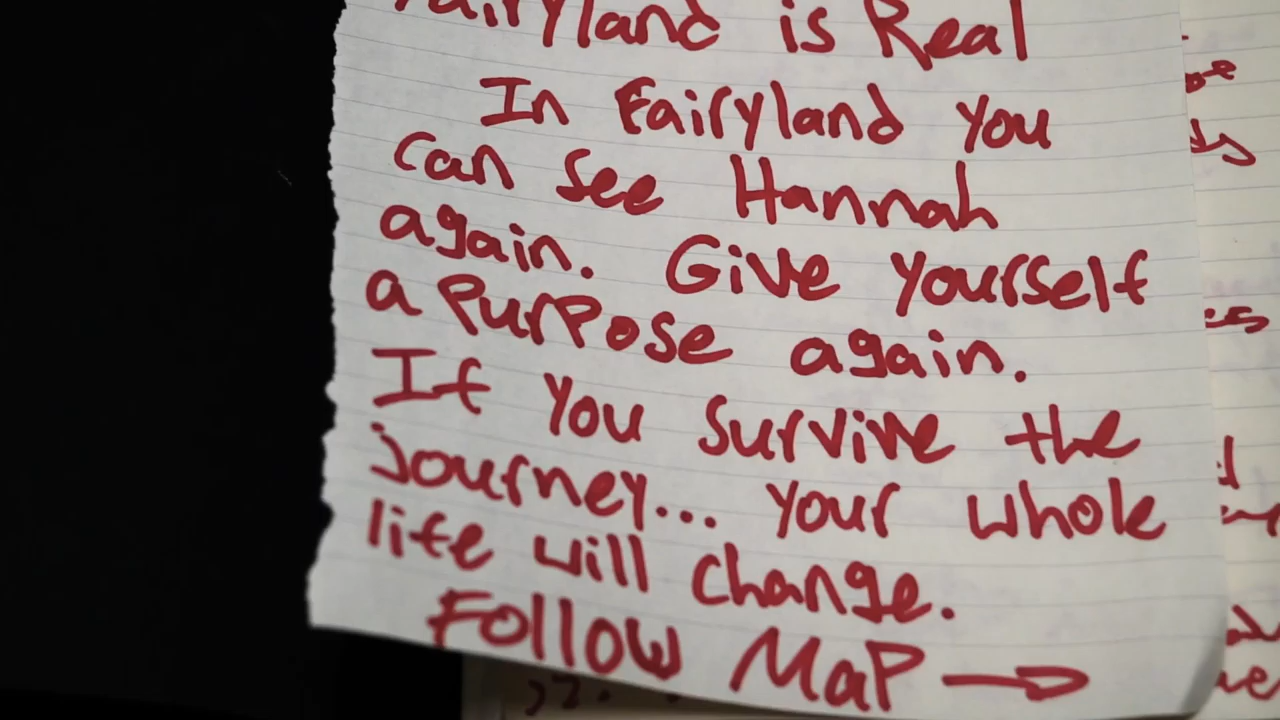 Fairyland is Real
In Fairyland you
can see Hannah
again. Give yourself
a purpose again.
If you survive the
journey... your whole
life will change.
Follow Map →